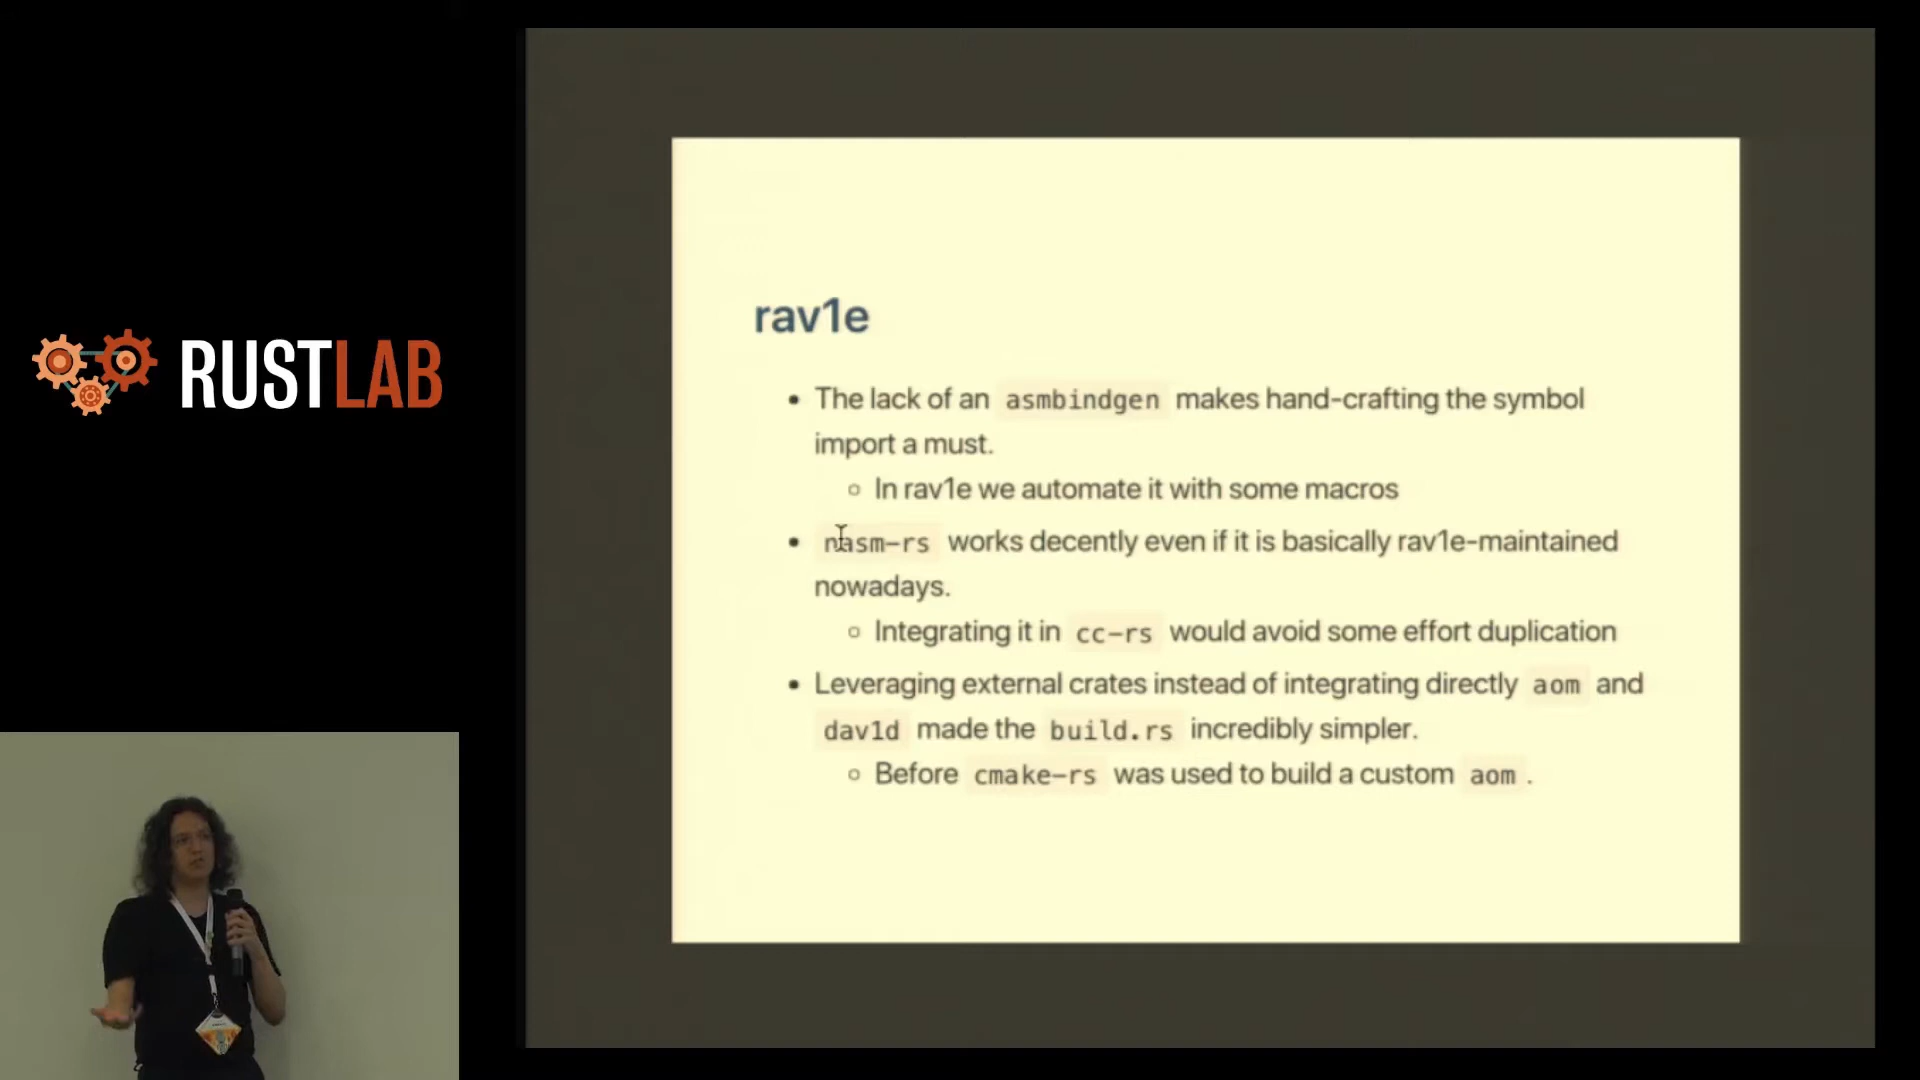 RUSTLAB
rav1e
• The lack of an asmbindgen makes hand-crafting the symbol
import a must.
○ In rav1e we automate it with some macros
• nasm-rs works decently even if it is basically rav1e-maintained
nowadays.
○ Integrating it in cc-rs would avoid some effort duplication
• Leveraging external crates instead of integrating directly aom and
dav1d made the build.rs incredibly simpler.
○ Before cmake-rs was used to build a custom aom .